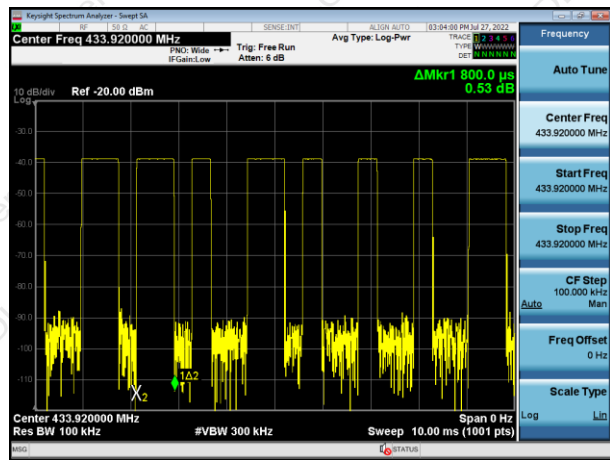 Keysight Spectrum Analyzer - Swept SA
RF 50 Ω AC SENSE:INT ALIGN AUTO 03:04:00 PM Jul 27, 2022
Center Freq 433.920000 MHz
PNO: Wide
IFGain:Low
Trig: Free Run
Atten: 6 dB
Avg Type: Log-Pwr
TRACE 1 2 3 4 5 6
TYPE WWWWWW
DET N N N N N N
ΔMkr1 800.0 µs
0.53 dB
10 dB/div Ref -20.00 dBm
Log
-30.0
-40.0
-50.0
-60.0
-70.0
-80.0
-90.0
-100
-110
1Δ2
X2
Center 433.920000 MHz Span 0 Hz
Res BW 100 kHz #VBW 300 kHz Sweep 10.00 ms (1001 pts)
MSG STATUS
Frequency
Auto Tune
Center Freq
433.920000 MHz
Start Freq
433.920000 MHz
Stop Freq
433.920000 MHz
CF Step
100.000 kHz
Auto Man
Freq Offset
0 Hz
Scale Type
Log Lin